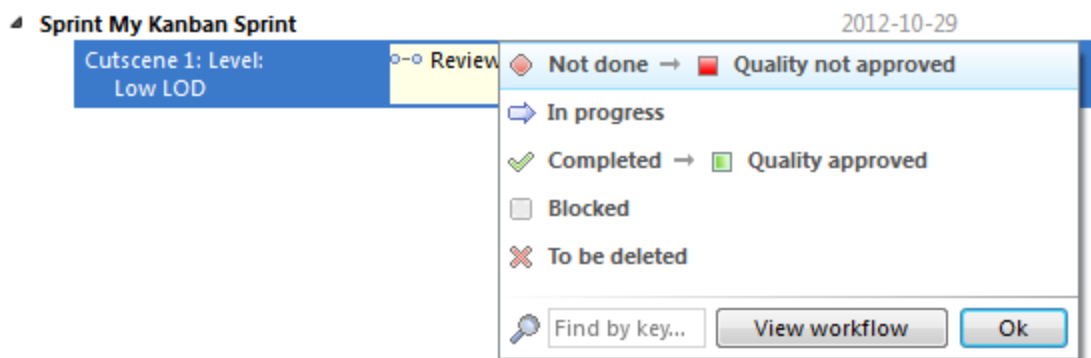 Sprint My Kanban Sprint 2012-10-29
Cutscene 1: Level:
Low LOD
Review
Not done → Quality not approved
In progress
Completed → Quality approved
Blocked
To be deleted
Find by key... View workflow Ok